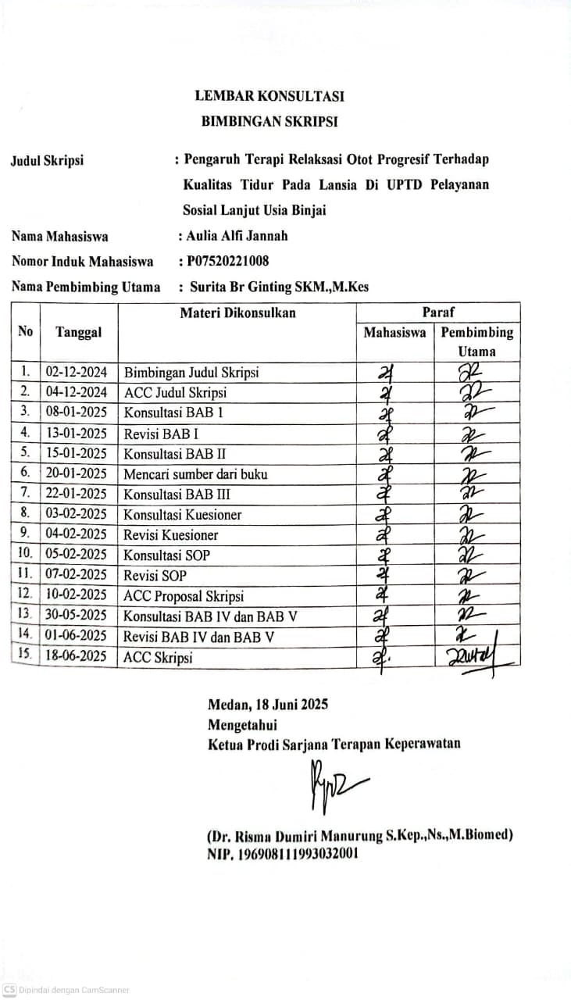 LEMBAR KONSULTASI
BIMBINGAN SKRIPSI
Judul Skripsi : Pengaruh Terapi Relaksasi Otot Progresif Terhadap
Kualitas Tidur Pada Lansia Di UPTD Pelayanan
Sosial Lanjut Usia Binjai
Nama Mahasiswa : Aulia Alfi Jannah
Nomor Induk Mahasiswa : P07520221008
Nama Pembimbing Utama : Surita Br Ginting SKM.,M.Kes
No Tanggal Materi Dikonsulkan Paraf
Mahasiswa Pembimbing
Utama
1. 02-12-2024 Bimbingan Judul Skripsi
2. 04-12-2024 ACC Judul Skripsi
3. 08-01-2025 Konsultasi BAB 1
4. 13-01-2025 Revisi BAB I
5. 15-01-2025 Konsultasi BAB II
6. 20-01-2025 Mencari sumber dari buku
7. 22-01-2025 Konsultasi BAB III
8. 03-02-2025 Konsultasi Kuesioner
9. 04-02-2025 Revisi Kuesioner
10. 05-02-2025 Konsultasi SOP
11. 07-02-2025 Revisi SOP
12. 10-02-2025 ACC Proposal Skripsi
13. 30-05-2025 Konsultasi BAB IV dan BAB V
14. 01-06-2025 Revisi BAB IV dan BAB V
15. 18-06-2025 ACC Skripsi
Medan, 18 Juni 2025
Mengetahui
Ketua Prodi Sarjana Terapan Keperawatan
(Dr. Risma Dumiri Manurung S.Kep.,Ns.,M.Biomed)
NIP. 196908111993032001
CS Dipindai dengan CamScanner